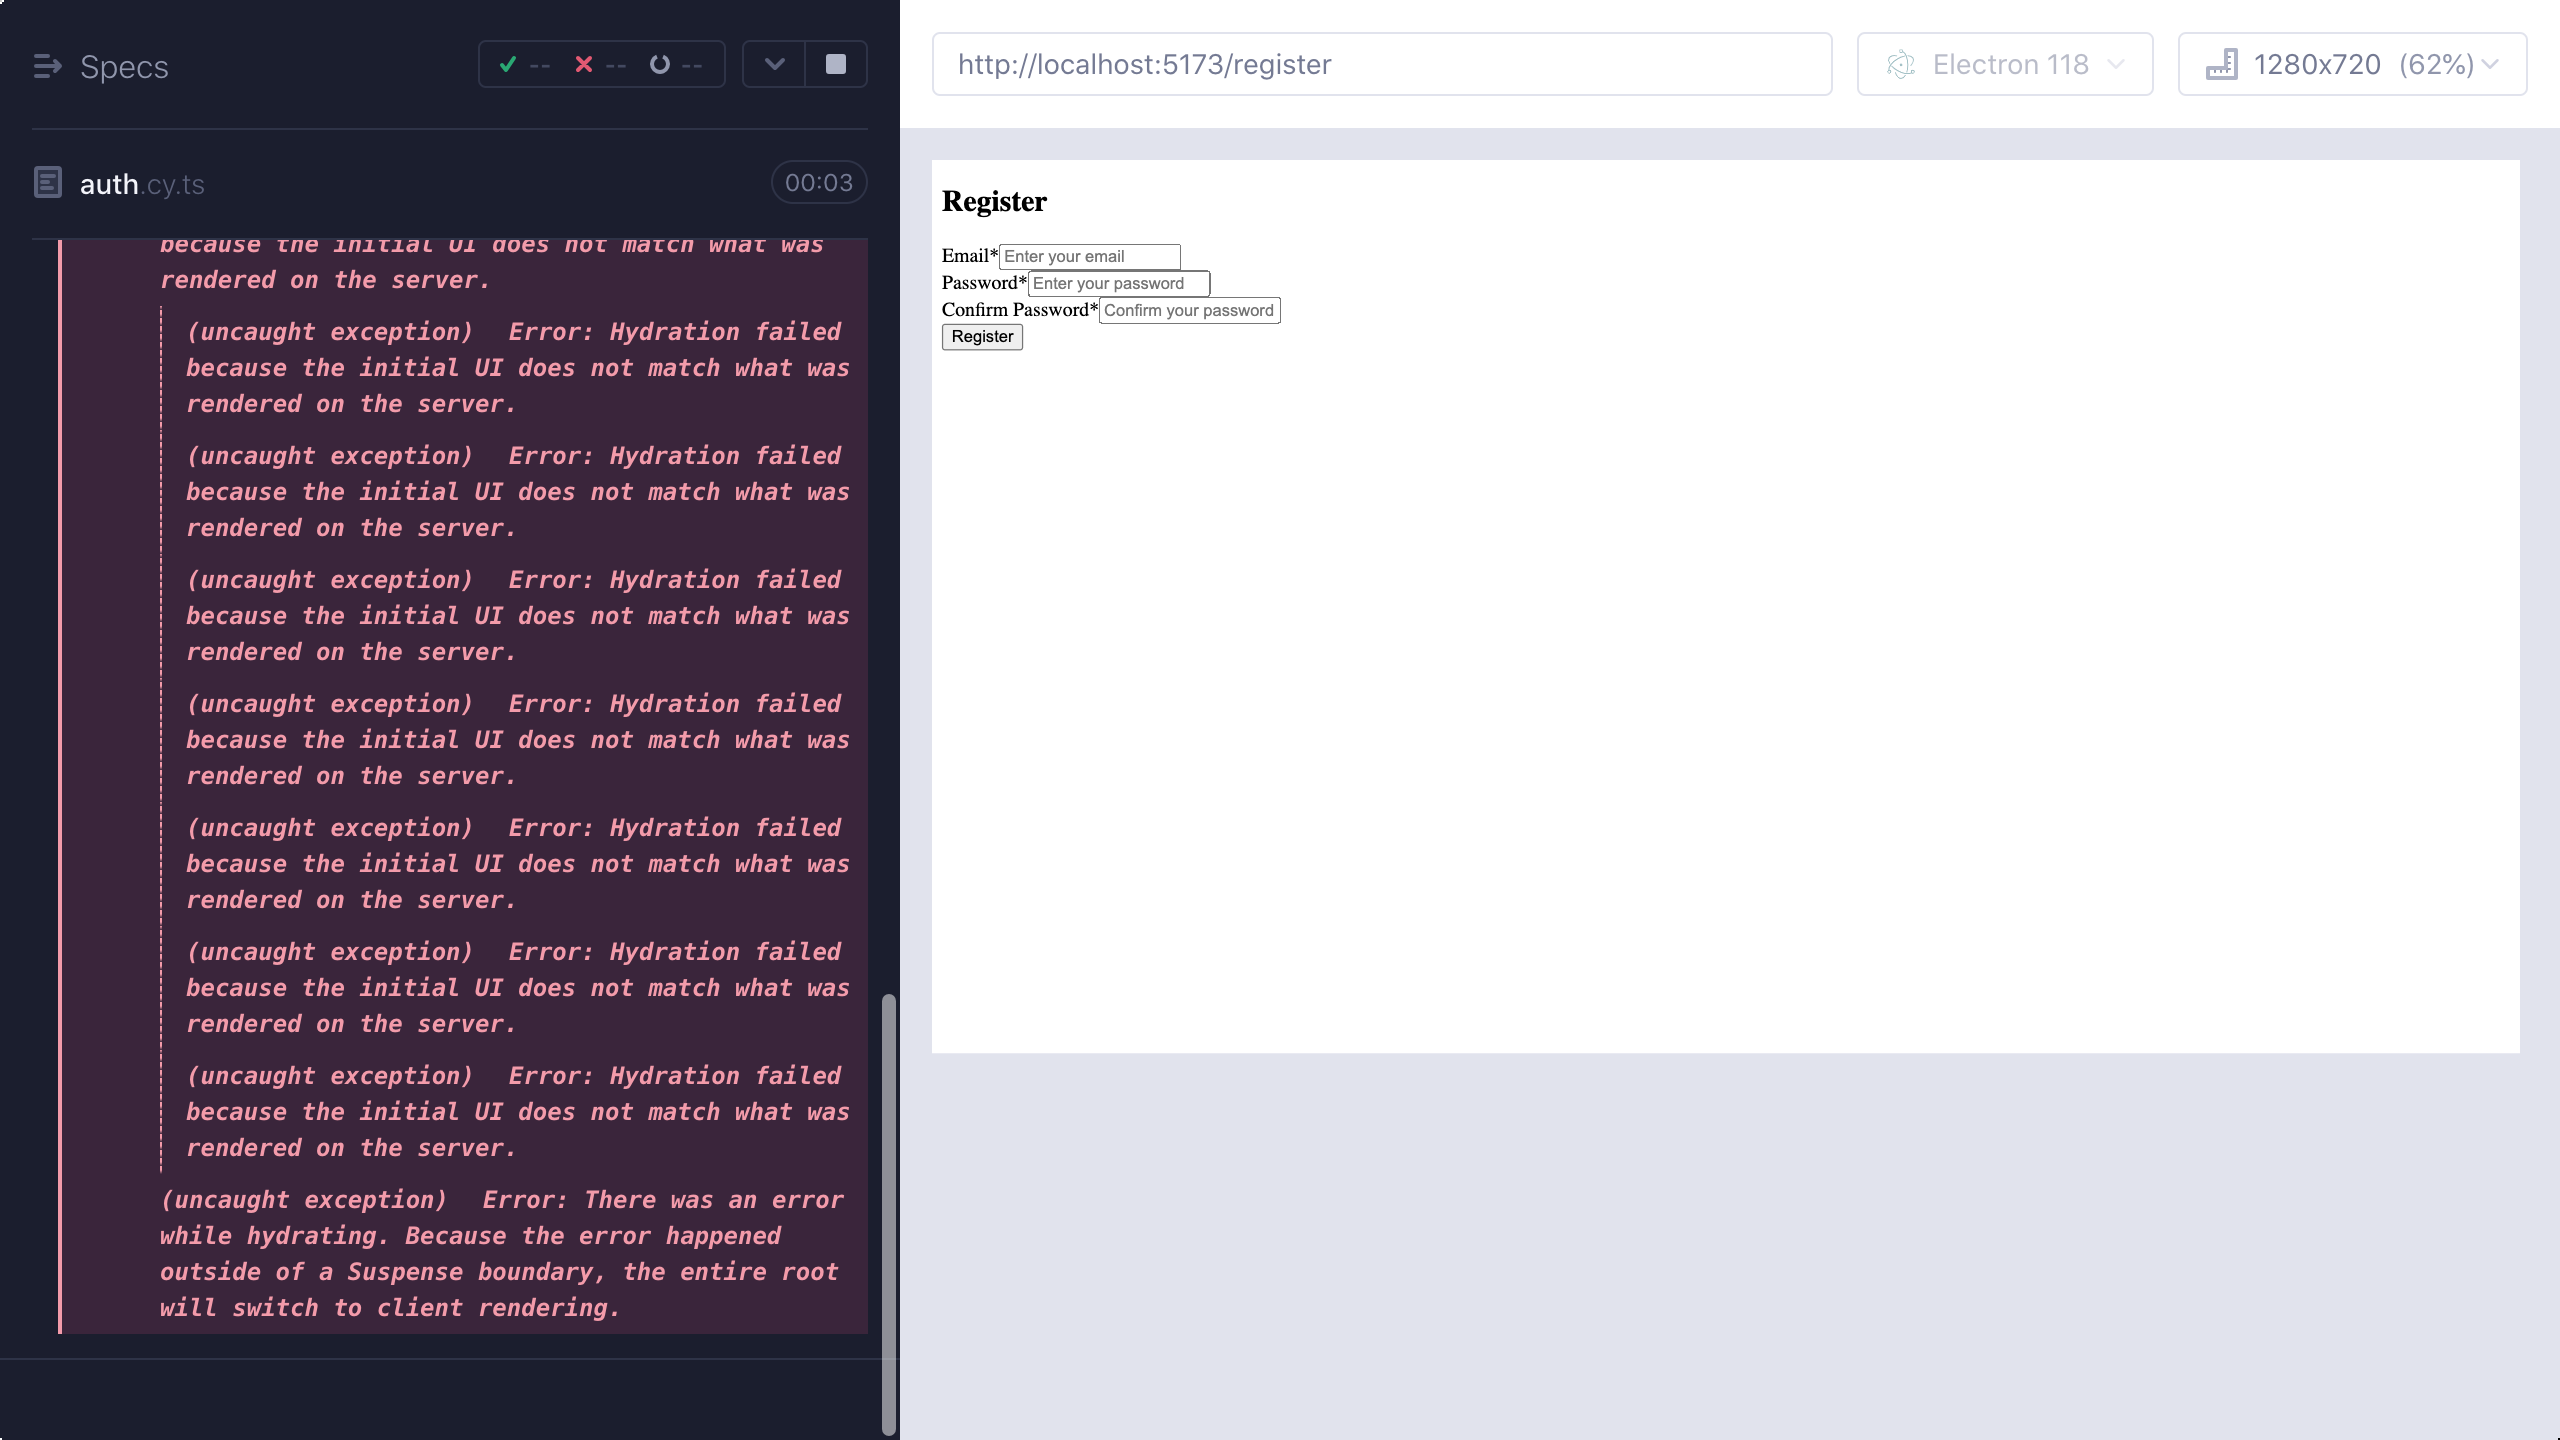 Specs
-- -- --
auth.cy.ts
00:03
because the initial UI does not match what was
rendered on the server.
(uncaught exception) Error: Hydration failed
because the initial UI does not match what was
rendered on the server.
(uncaught exception) Error: Hydration failed
because the initial UI does not match what was
rendered on the server.
(uncaught exception) Error: Hydration failed
because the initial UI does not match what was
rendered on the server.
(uncaught exception) Error: Hydration failed
because the initial UI does not match what was
rendered on the server.
(uncaught exception) Error: Hydration failed
because the initial UI does not match what was
rendered on the server.
(uncaught exception) Error: Hydration failed
because the initial UI does not match what was
rendered on the server.
(uncaught exception) Error: Hydration failed
because the initial UI does not match what was
rendered on the server.
(uncaught exception) Error: There was an error
while hydrating. Because the error happened
outside of a Suspense boundary, the entire root
will switch to client rendering.
http://localhost:5173/register
Electron 118
1280x720 (62%)
Register
Email* Enter your email
Password* Enter your password
Confirm Password* Confirm your password
Register